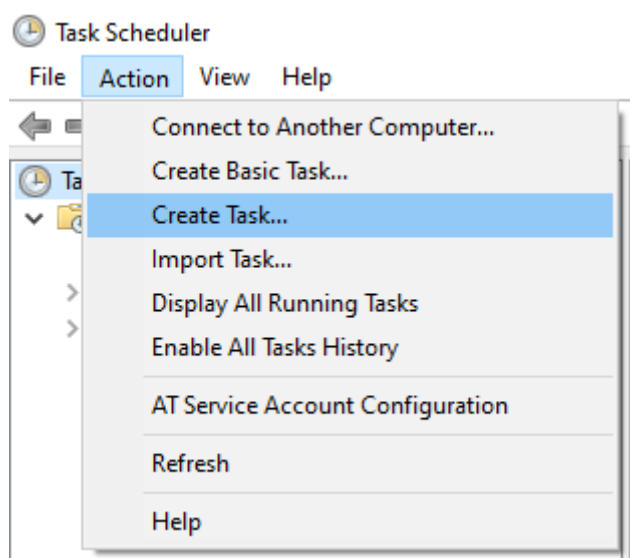 Task Scheduler
File Action View Help
Connect to Another Computer...
Ta
Create Basic Task...
Create Task...
Import Task...
Display All Running Tasks
Enable All Tasks History
AT Service Account Configuration
Refresh
Help